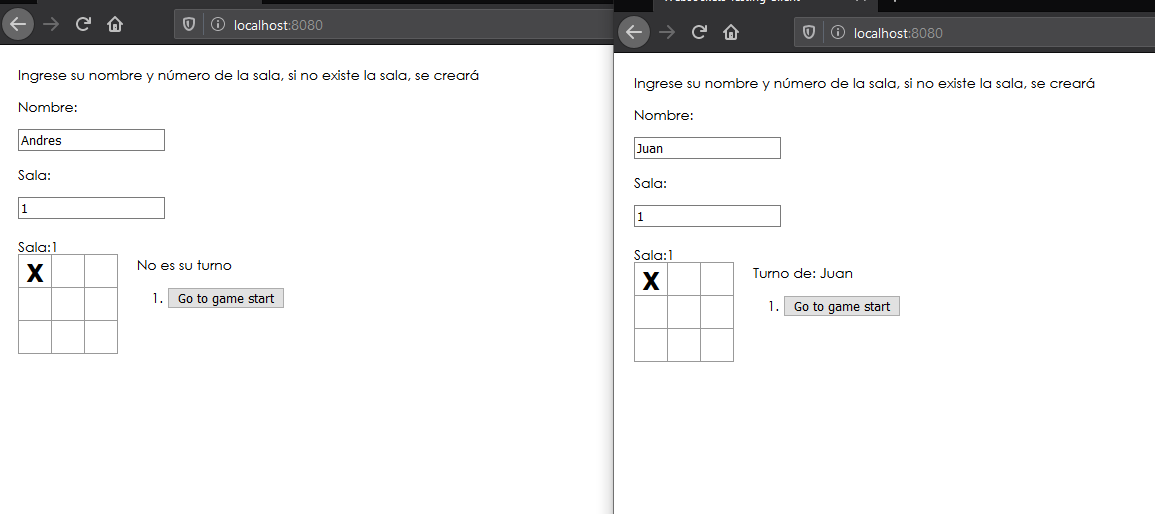 localhost:8080
Ingrese su nombre y número de la sala, si no existe la sala, se creará
Nombre:
Andres
Sala:
1
Sala:1
X
No es su turno
1. Go to game start
localhost:8080
Ingrese su nombre y número de la sala, si no existe la sala, se creará
Nombre:
Juan
Sala:
1
Sala:1
X
Turno de: Juan
1. Go to game start